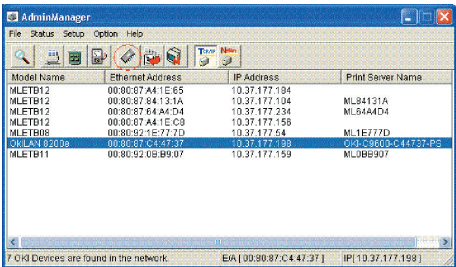 AdminManager
File Status Setup Option Help
Model Name Ethernet Address IP Address Print Server Name
MLETB12 00:80:87:A4:1E:65 10.37.177.184
MLETB12 00:80:87:84:13:1A 10.37.177.104 ML84131A
MLETB12 00:80:87:64:A4:D4 10.37.177.234 ML64A4D4
MLETB12 00:80:87:A4:1E:C8 10.37.177.156
MLETB08 00:80:92:1E:77:7D 10.37.177.54 ML1E777D
OkiLAN 8200e 00:80:87:C4:47:37 10.37.177.198 OKI-C9600-C44737-PS
MLETB11 00:80:92:0B:B9:07 10.37.177.159 ML0BB907
7 OKI Devices are found in the network. E/A [ 00:80:87:C4:47:37 ] IP[ 10.37.177.198 ]